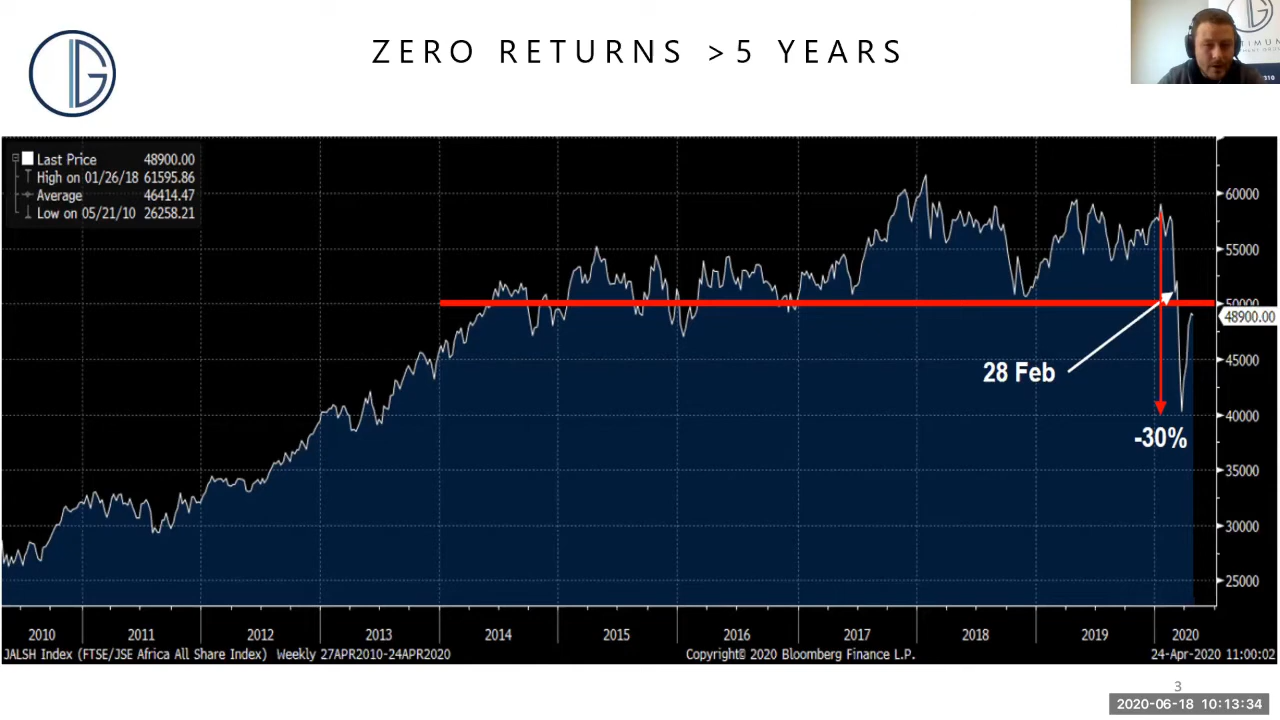 ZERO RETURNS >5 YEARS
Last Price 48900.00
High on 01/26/18 61595.86
Average 46414.47
Low on 05/21/10 26258.21
60000
55000
50000
48900.00
45000
40000
35000
30000
25000
28 Feb
-30%
2010 2011 2012 2013 2014 2015 2016 2017 2018 2019 2020
JALSH Index (FTSE/JSE Africa All Share Index) Weekly 27APR2010-24APR2020 Copyright© 2020 Bloomberg Finance L.P. 24-Apr-2020 11:00:02
3
2020-06-18 10:13:34